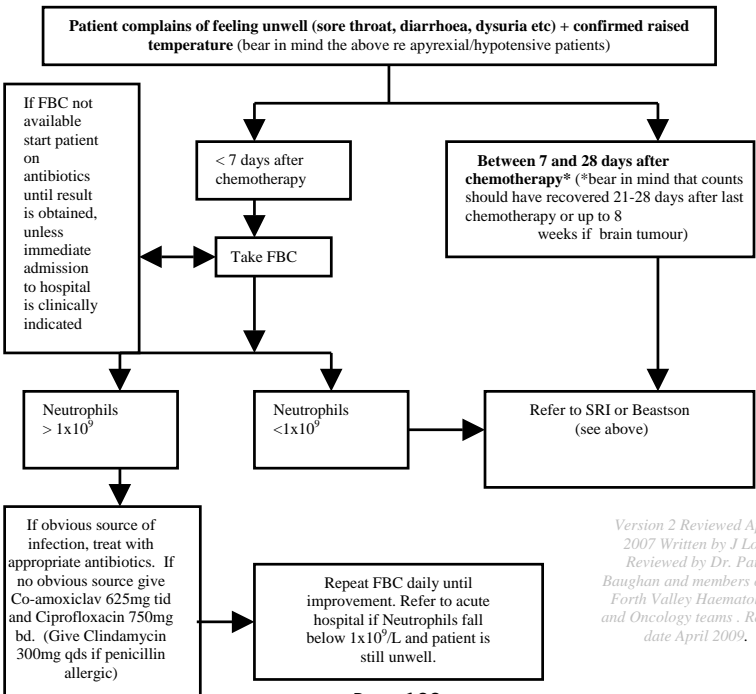 Patient complains of feeling unwell (sore throat, diarrhoea, dysuria etc) + confirmed raised
temperature (bear in mind the above re apyrexial/hypotensive patients)
If FBC not
available
start patient
on
antibiotics
until result
is obtained,
unless
immediate
admission
to hospital
is clinically
indicated
< 7 days after
chemotherapy
Between 7 and 28 days after
chemotherapy* (*bear in mind that counts
should have recovered 21-28 days after last
chemotherapy or up to 8
weeks if brain tumour)
Take FBC
Neutrophils
> 1x10⁹
Neutrophils
<1x10⁹
Refer to SRI or Beastson
(see above)
If obvious source of
infection, treat with
appropriate antibiotics. If
no obvious source give
Co-amoxiclav 625mg tid
and Ciprofloxacin 750mg
bd. (Give Clindamycin
300mg qds if penicillin
allergic)
Repeat FBC daily until
improvement. Refer to acute
hospital if Neutrophils fall
below 1x10⁹/L and patient is
still unwell.
Version 2 Reviewed
2007 Written by J
Reviewed by Dr.
Baughan and members
Forth Valley
and Oncology teams .
date April 2009.